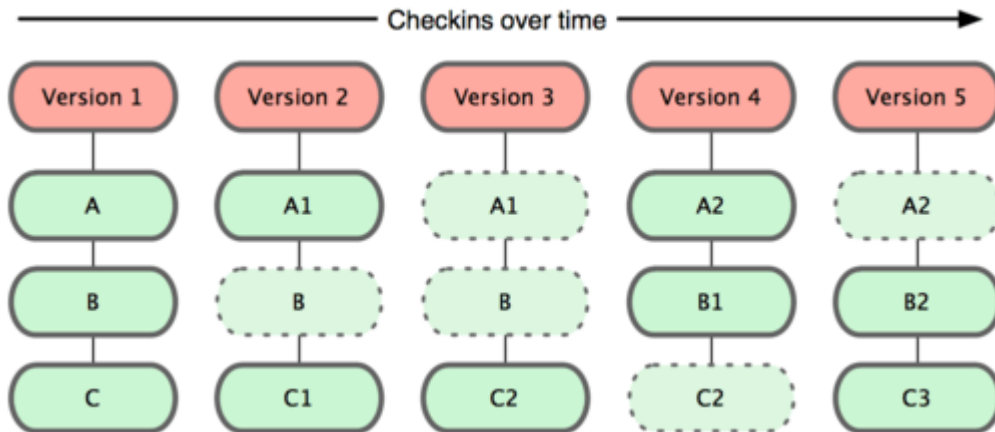 Checkins over time
Version 1 Version 2 Version 3 Version 4 Version 5
A A1 A1 A2 A2
B B B B1 B2
C C1 C2 C2 C3